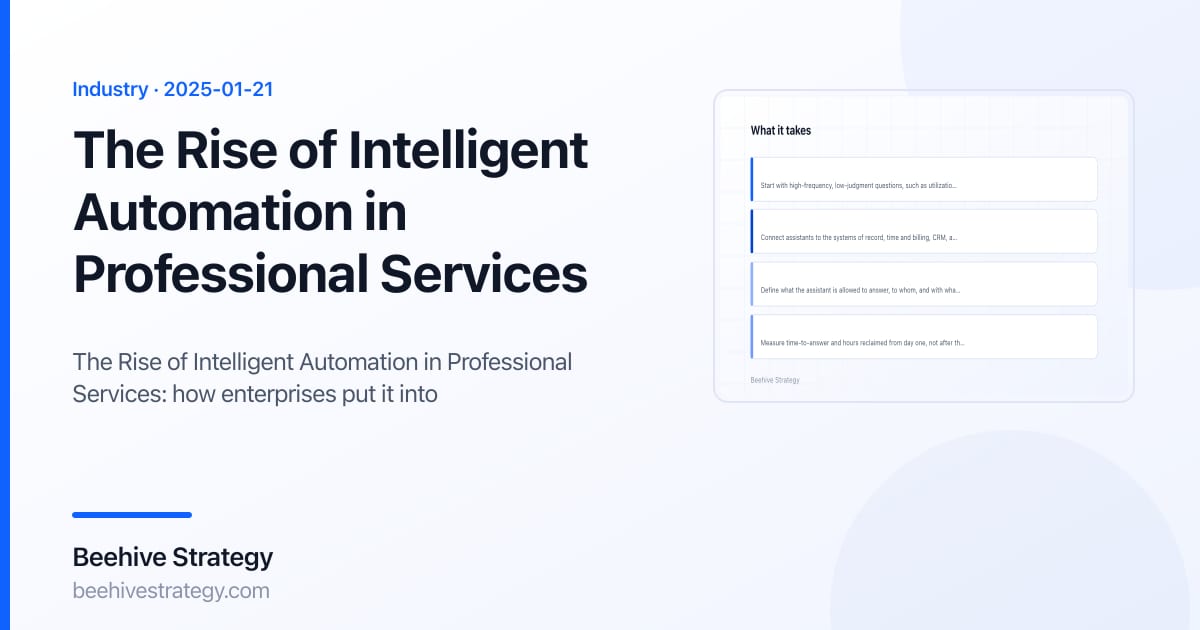 Industry · 2025-01-21
The Rise of Intelligent
Automation in
Professional Services
The Rise of Intelligent Automation in Professional
Services: how enterprises put it into
Beehive Strategy
beehivestrategy.com
What it takes
Start with high-frequency, low-judgment questions, such as utilizatio...
Connect assistants to the systems of record, time and billing, CRM, a...
Define what the assistant is allowed to answer, to whom, and with wha...
Measure time-to-answer and hours reclaimed from day one, not after th...
Beehive Strategy